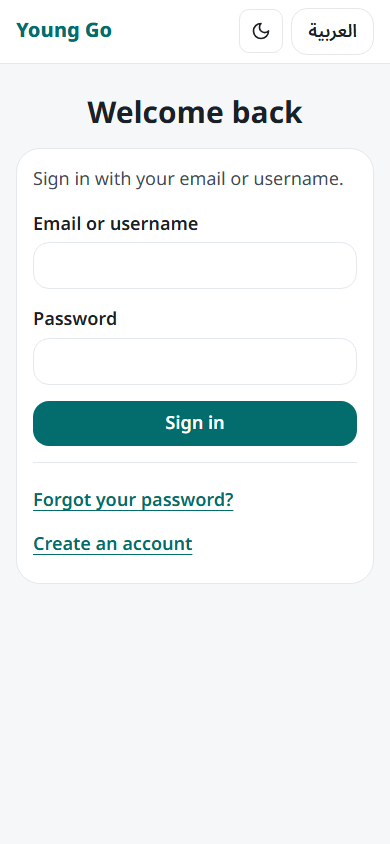 Young Go
العربية
Welcome back
Sign in with your email or username.
Email or username
Password
Sign in
Forgot your password?
Create an account